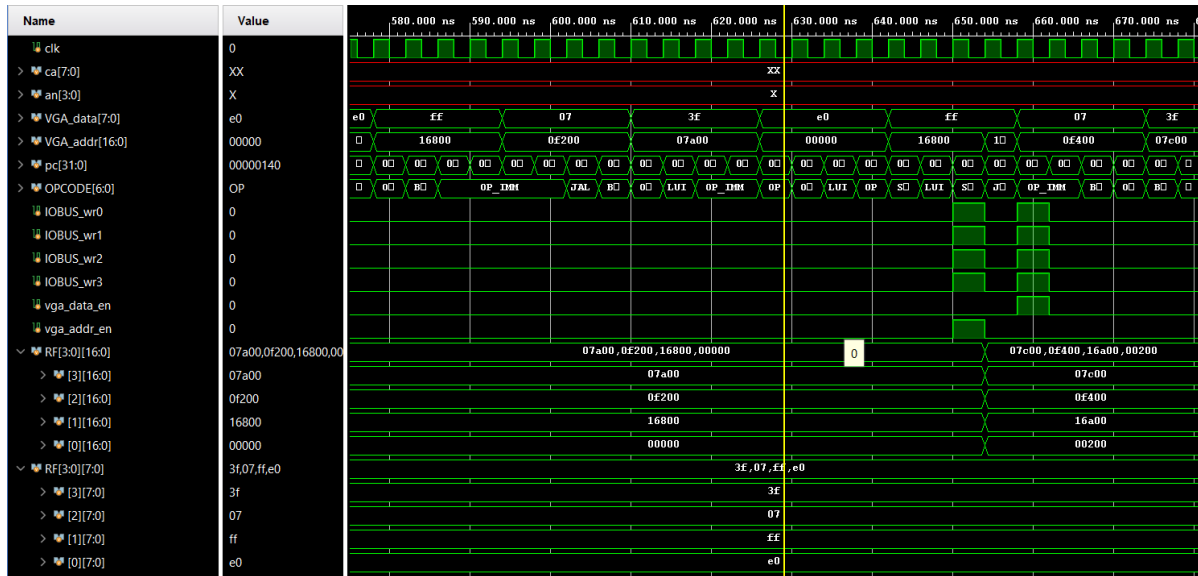 Name Value 580.000 ns 590.000 ns 600.000 ns 610.000 ns 620.000 ns 630.000 ns 640.000 ns 650.000 ns 660.000 ns 670.000 ns
clk 0
ca[7:0] XX XX
an[3:0] X X
VGA_data[7:0] e0 e0 ff 07 3f e0 ff 07 3f
VGA_addr[16:0] 00000 16800 0f200 07a00 00000 16800 0f400 07c00
pc[31:0] 00000140
OPCODE[6:0] OP OP_IMM JAL LUI OP_IMM OP LUI OP LUI OP_IMM
IOBUS_wr0 0
IOBUS_wr1 0
IOBUS_wr2 0
IOBUS_wr3 0
vga_data_en 0
vga_addr_en 0
RF[3:0][16:0] 07a00,0f200,16800,00 07a00,0f200,16800,00000 0 07c00,0f400,16a00,00200
[3][16:0] 07a00 07a00 07c00
[2][16:0] 0f200 0f200 0f400
[1][16:0] 16800 16800 16a00
[0][16:0] 00000 00000 00200
RF[3:0][7:0] 3f,07,ff,e0 3f,07,ff,e0
[3][7:0] 3f 3f
[2][7:0] 07 07
[1][7:0] ff ff
[0][7:0] e0 e0